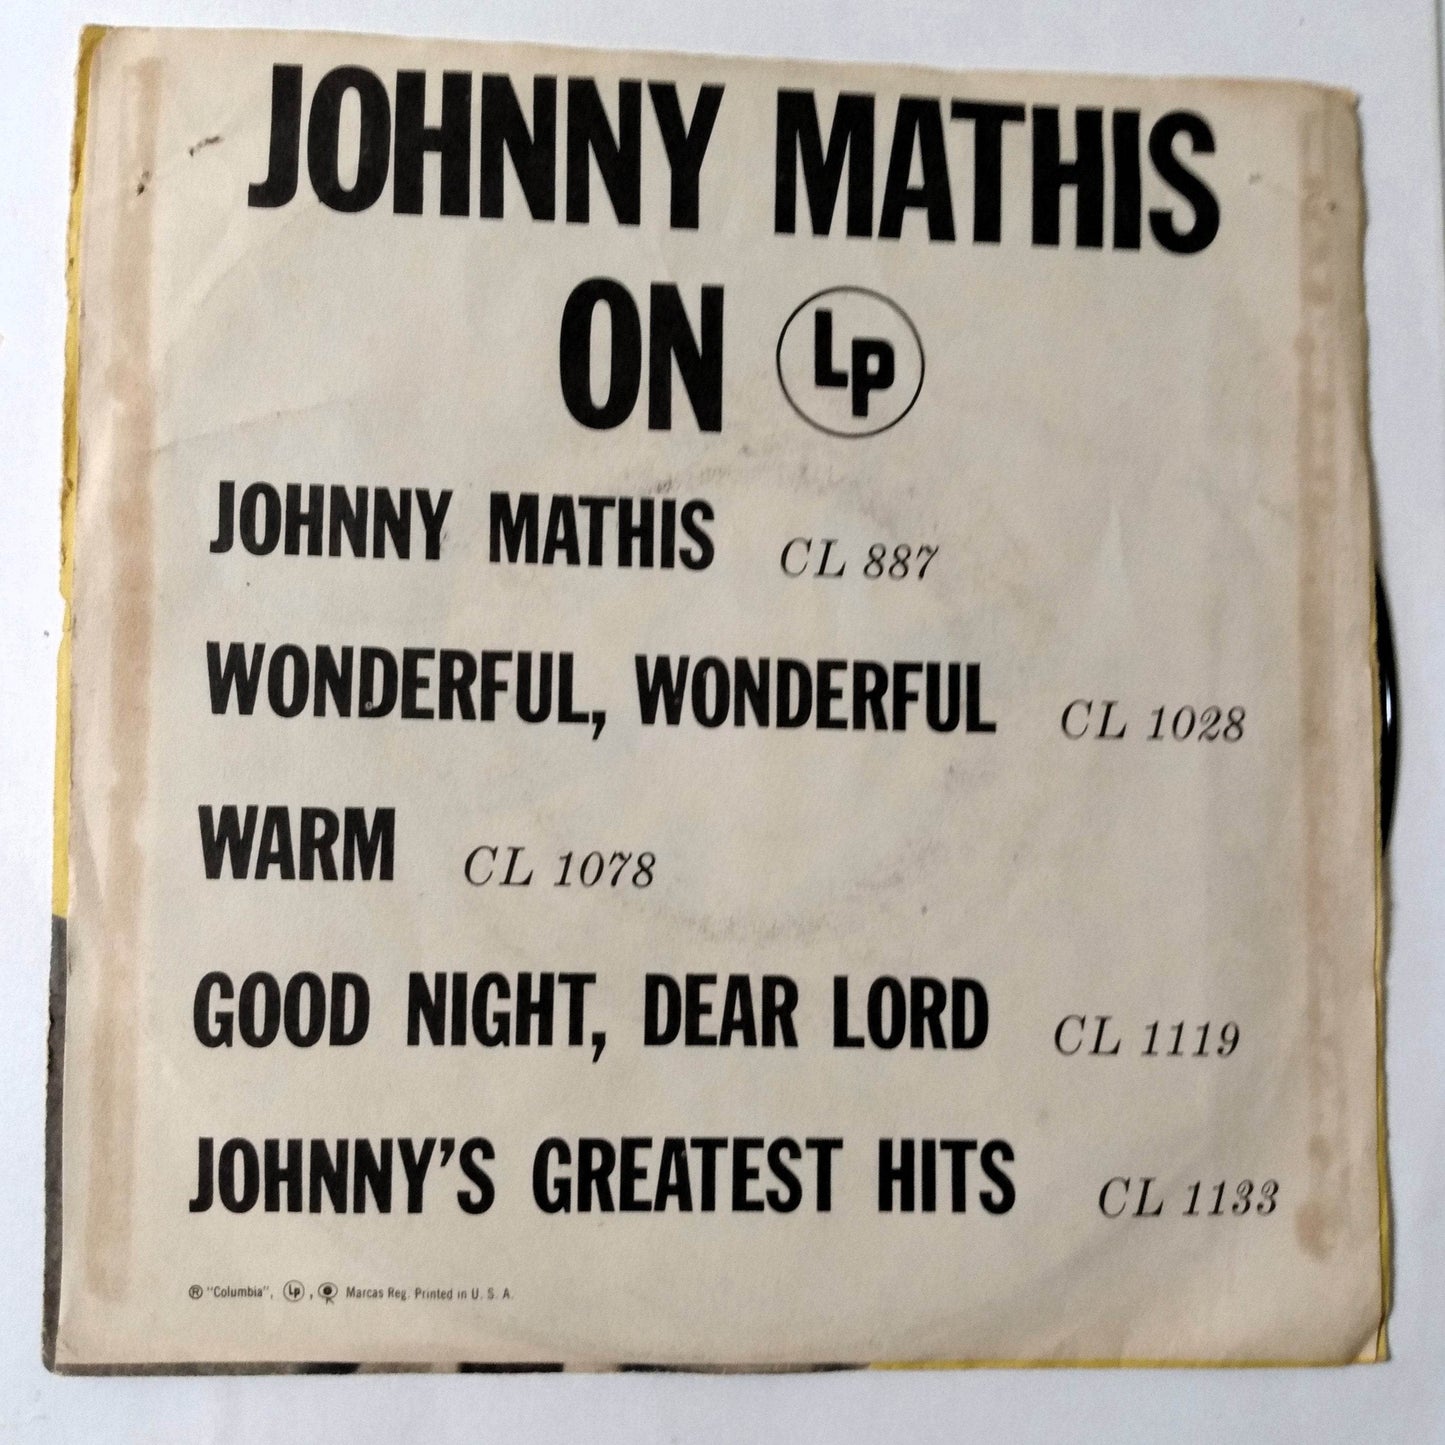 JOHNNY MATHIS
ON LP
JOHNNY MATHIS CL 887
WONDERFUL, WONDERFUL CL 1028
WARM CL 1078
GOOD NIGHT, DEAR LORD CL 1119
JOHNNY'S GREATEST HITS CL 1133
® "Columbia", LP, Marcas Reg. Printed in U. S. A.